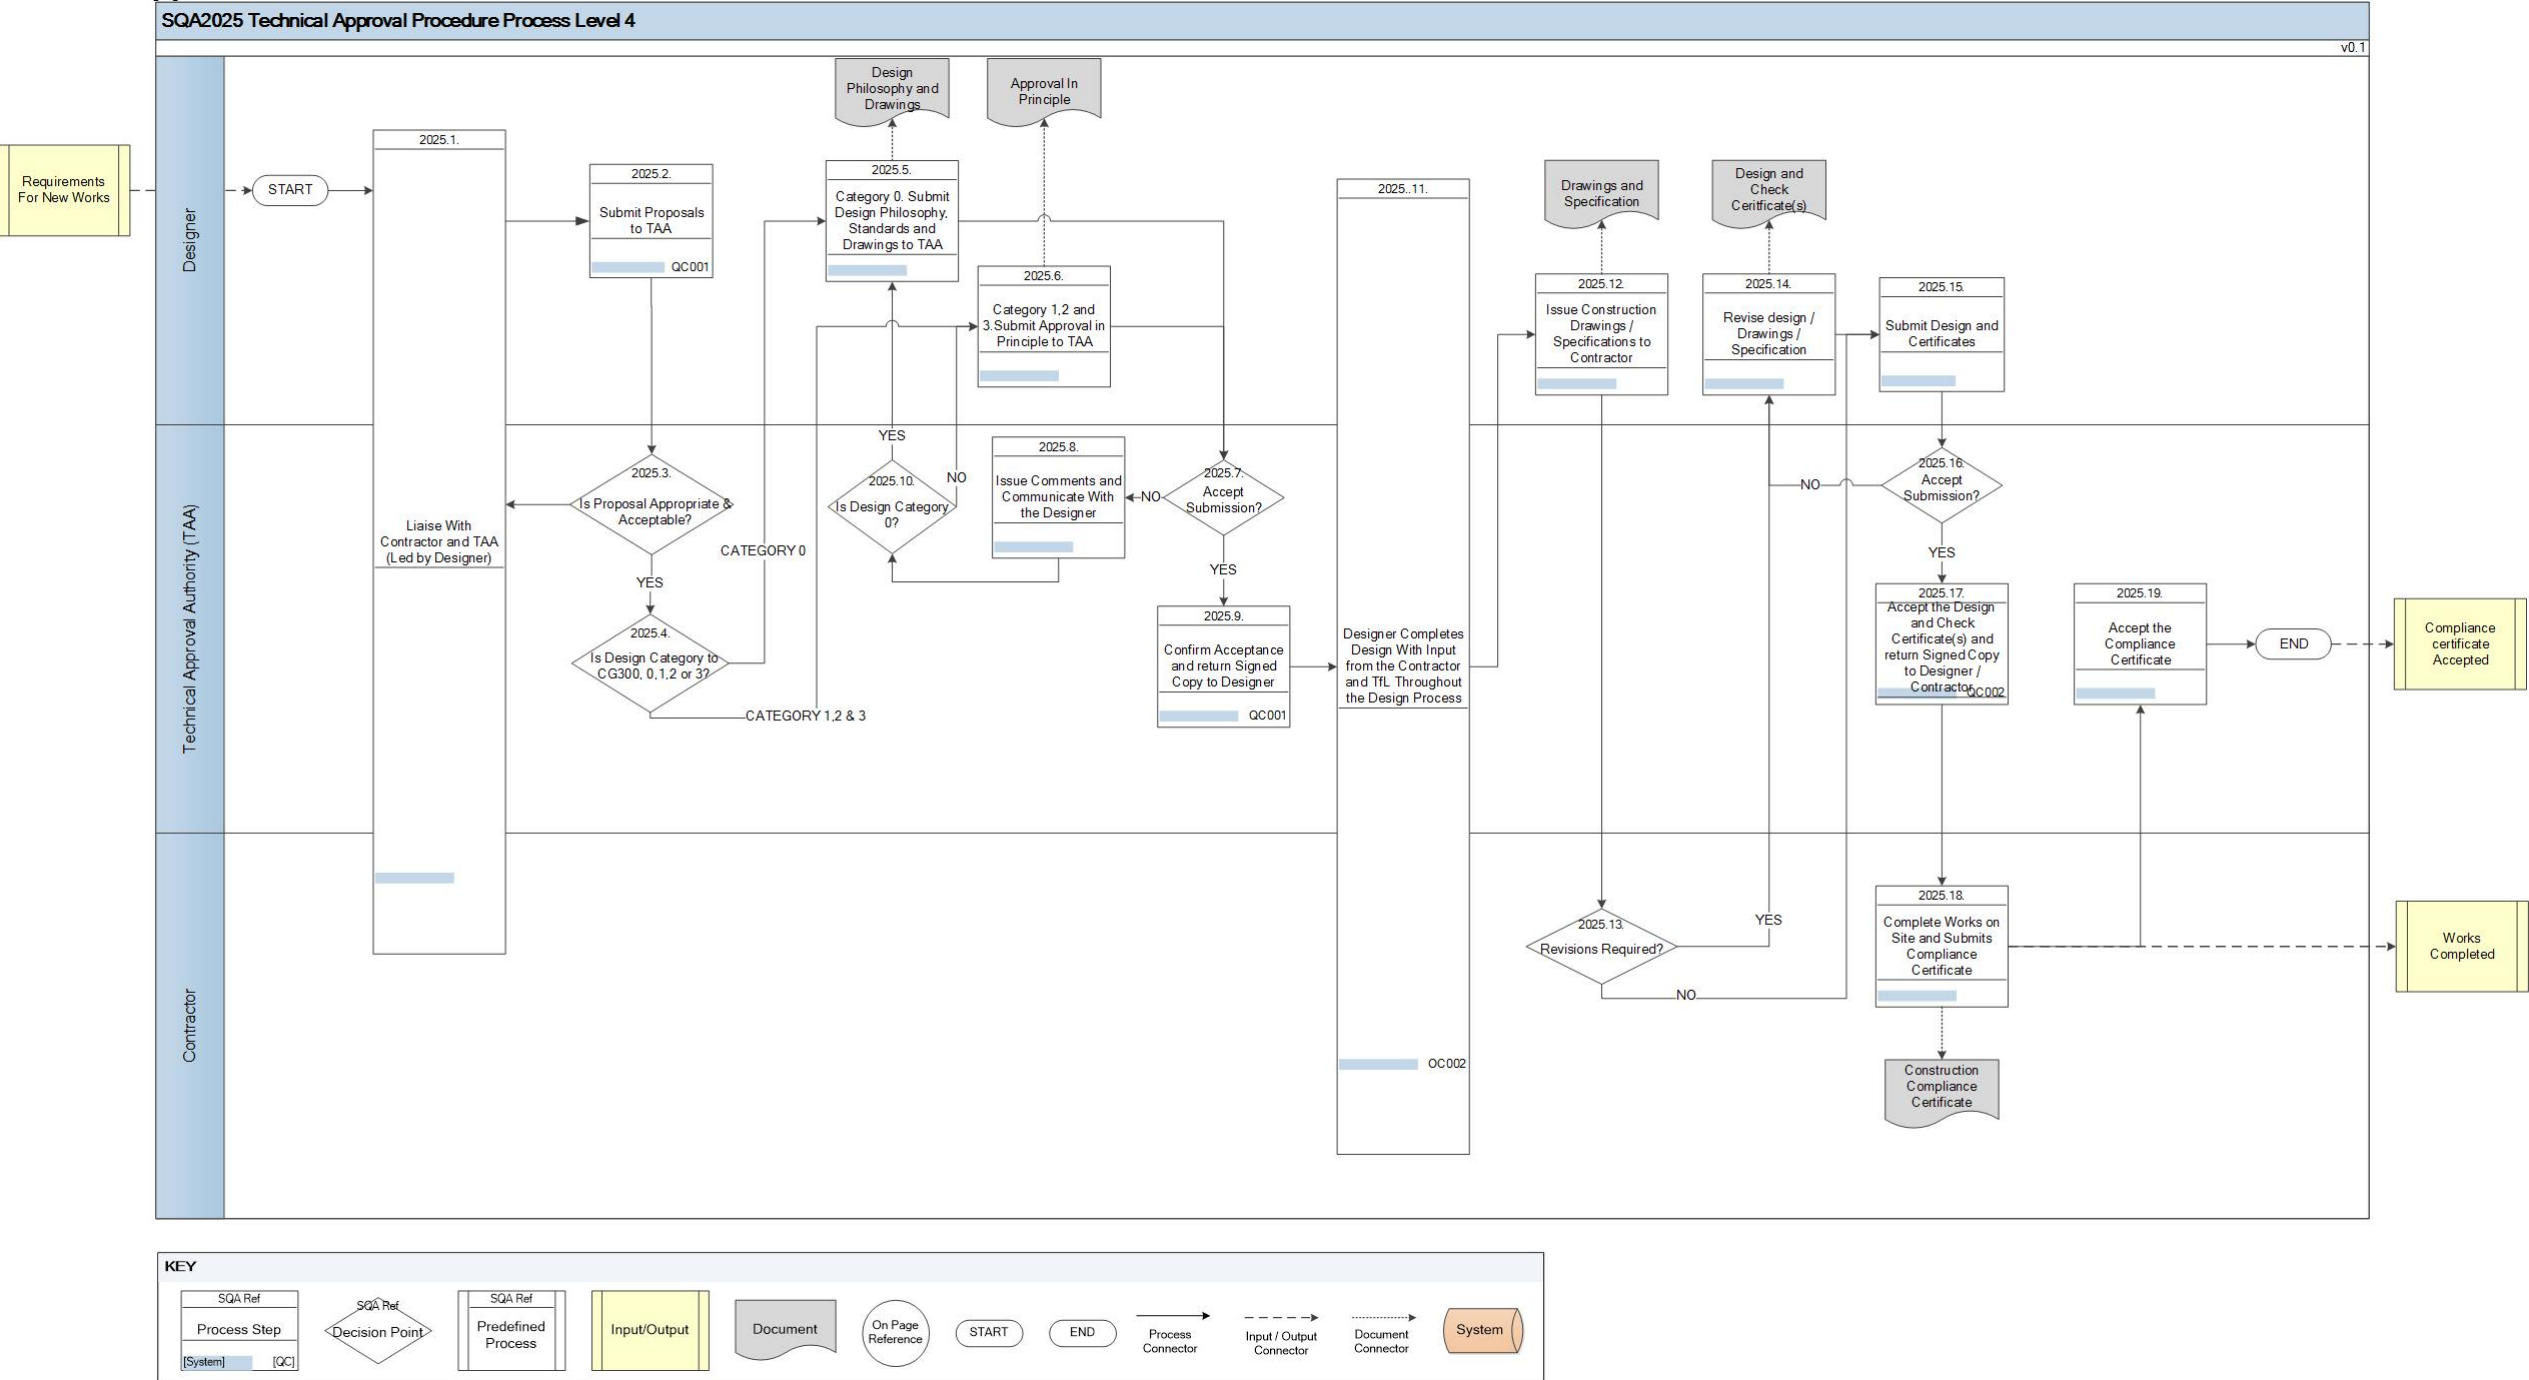 SQA2025 Technical Approval Procedure Process Level 4
v0.1
Designer
Technical Approval Authority (TAA)
Contractor
Requirements
For New Works
START
2025.1.
Liaise With
Contractor and TAA
(Led by Designer)
2025.2.
Submit Proposals
to TAA
QC001
2025.3.
Is Proposal Appropriate &
Acceptable?
YES
2025.4.
Is Design Category to
CG300, 0,1,2 or 3?
CATEGORY 0
CATEGORY 1,2 & 3
Design
Philosophy and
Drawings
2025.5.
Category 0. Submit
Design Philosophy,
Standards and
Drawings to TAA
Approval In
Principle
2025.6.
Category 1,2 and
3.Submit Approval in
Principle to TAA
YES
NO
2025.10.
Is Design Category
0?
2025.8.
Issue Comments and
Communicate With
the Designer
NO
2025.7.
Accept
Submission?
YES
2025.9.
Confirm Acceptance
and return Signed
Copy to Designer
QC001
2025..11.
Designer Completes
Design With Input
from the Contractor
and TfL Throughout
the Design Process
OC002
Drawings and
Specification
2025.12.
Issue Construction
Drawings /
Specifications to
Contractor
2025.13.
Revisions Required?
YES
NO
Design and
Check
Ceritficate(s)
2025.14.
Revise design /
Drawings /
Specification
2025.15.
Submit Design and
Certificates
2025.16.
Accept
Submission?
NO
YES
2025.17.
Accept the Design
and Check
Certificate(s) and
return Signed Copy
to Designer /
Contractor
QC002
2025.18.
Complete Works on
Site and Submits
Compliance
Certificate
Construction
Compliance
Certificate
2025.19.
Accept the
Compliance
Certificate
END
Compliance
certificate
Accepted
Works
Completed
KEY
SQA Ref
Process Step
[System]
[QC]
SQA Ref
Decision Point
SQA Ref
Predefined
Process
Input/Output
Document
On Page
Reference
START
END
Process
Connector
Input / Output
Connector
Document
Connector
System